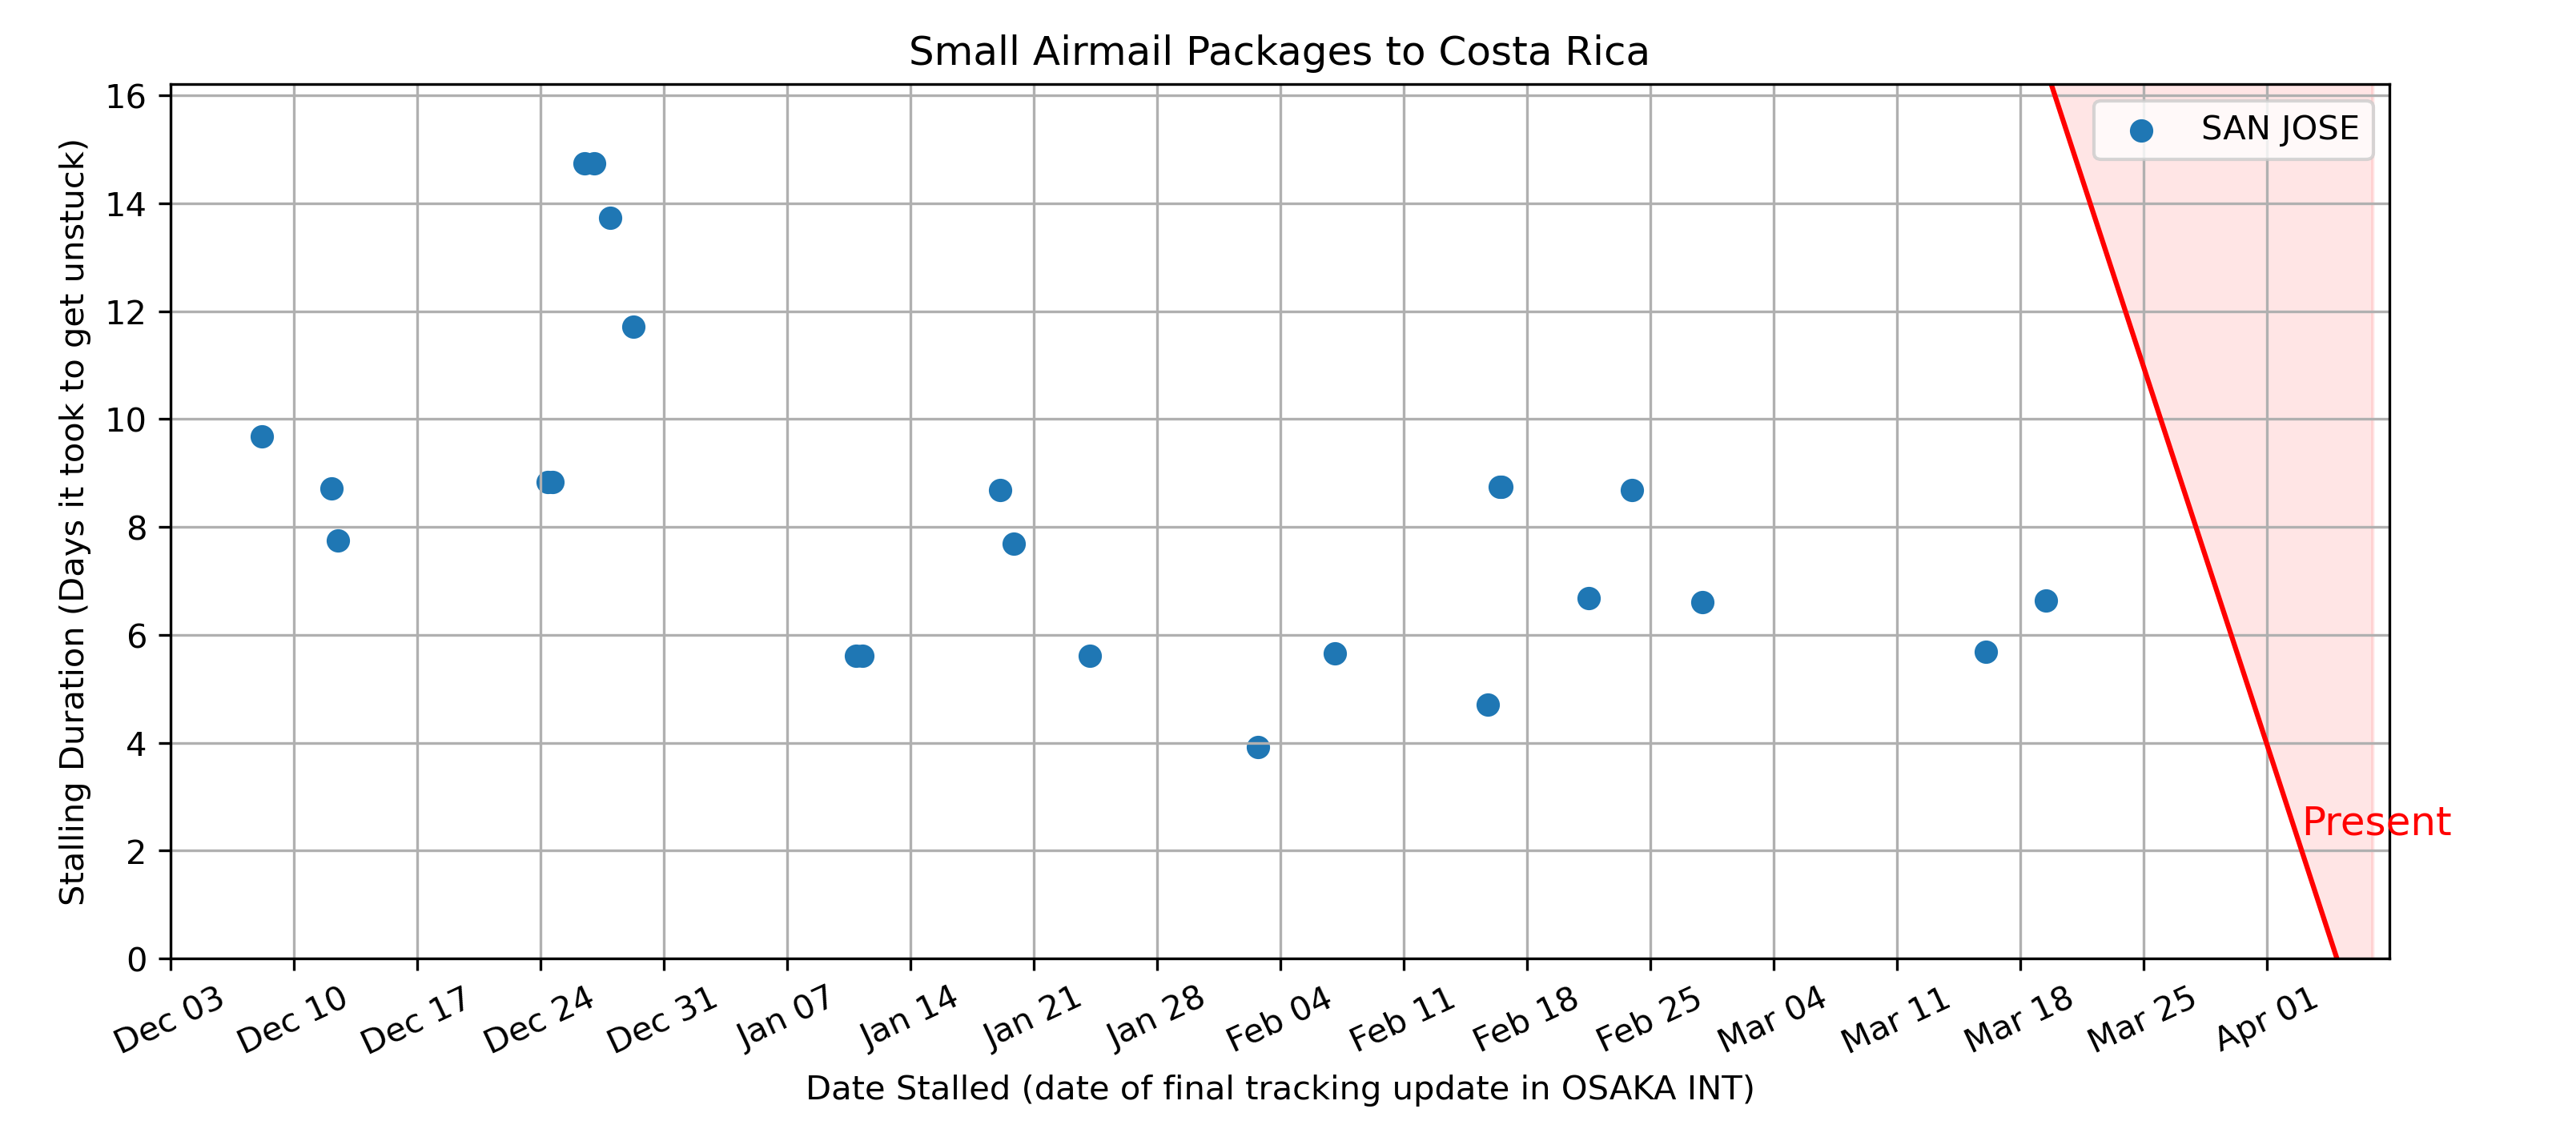 Small Airmail Packages to Costa Rica
SAN JOSE
Stalling Duration (Days it took to get unstuck)
16
14
12
10
8
6
4
2
0
Present
Dec 03
Dec 10
Dec 17
Dec 24
Dec 31
Jan 07
Jan 14
Jan 21
Jan 28
Feb 04
Feb 11
Feb 18
Feb 25
Mar 04
Mar 11
Mar 18
Mar 25
Apr 01
Date Stalled (date of final tracking update in OSAKA INT)